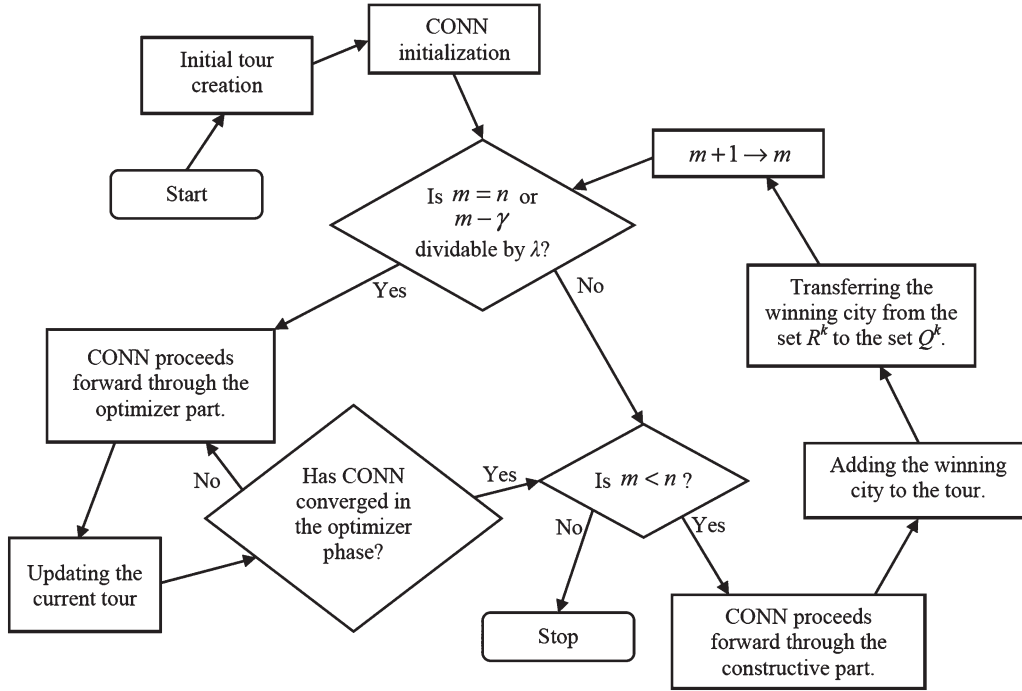 Start
Initial tour
creation
CONN
initialization
Is m = n or
m − γ
dividable by λ?
Yes
No
CONN proceeds
forward through the
optimizer part.
Updating the
current tour
Has CONN
converged in
the optimizer
phase?
No
Yes
Is m < n ?
No
Yes
Stop
CONN proceeds
forward through the
constructive part.
Adding the winning
city to the tour.
Transferring the
winning city from the
set R^k to the set Q^k.
m+1 → m